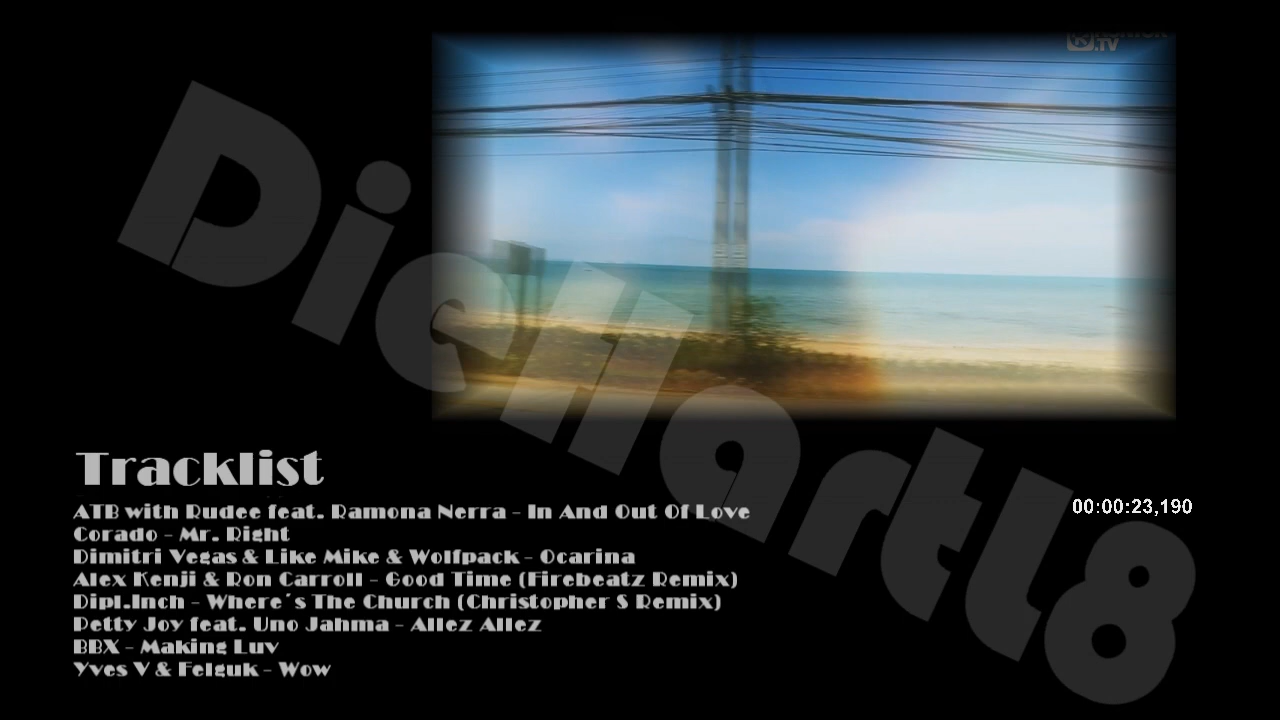 .TV
Diellart8
Tracklist
ATB with Rudee feat. Ramona Nerra - In And Out Of Love
Corado - Mr. Right
Dimitri Vegas & Like Mike & Wolfpack - Ocarina
Alex Kenji & Ron Carroll - Good Time (Firebeatz Remix)
Dipl.Inch - Where´s The Church (Christopher S Remix)
Petty Joy feat. Uno Jahma - Allez Allez
BBX - Making Luv
Yves V & Felguk - Wow
00:00:23,190